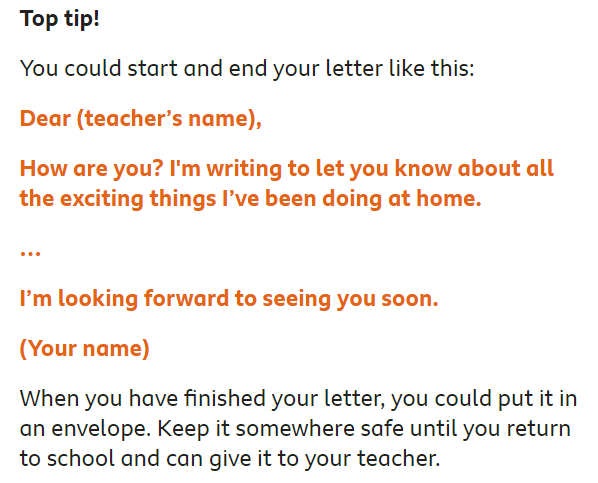 Top tip!
You could start and end your letter like this:
Dear (teacher’s name),
How are you? I'm writing to let you know about all
the exciting things I’ve been doing at home.
...
I’m looking forward to seeing you soon.
(Your name)
When you have finished your letter, you could put it in
an envelope. Keep it somewhere safe until you return
to school and can give it to your teacher.